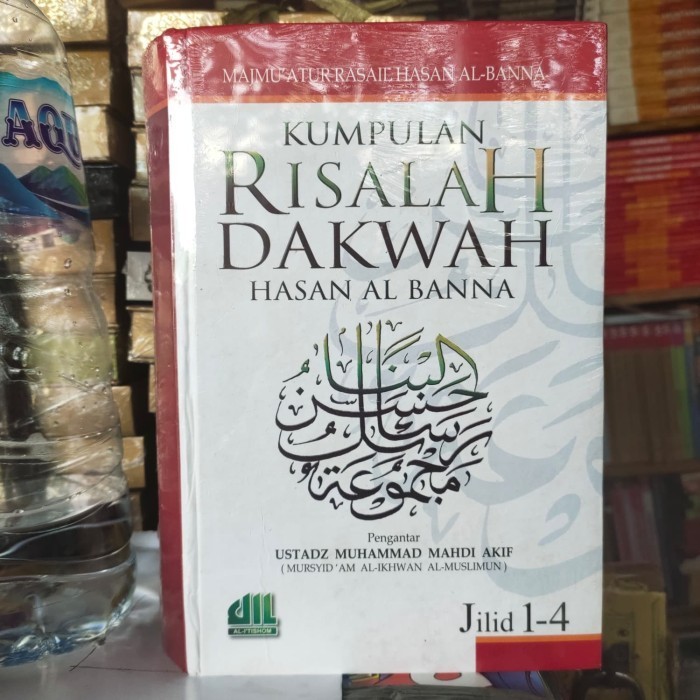 AQU
MAJMU'ATUR RASAIL HASAN AL-BANNA
KUMPULAN
RISALAH
DAKWAH
HASAN AL BANNA
مجموعة رسائل حسن البنا
Pengantar
USTADZ MUHAMMAD MAHDI AKIF
( MURSYID 'AM AL-IKHWAN AL-MUSLIMUN )
AL-I'TISHOM
Jilid 1-4